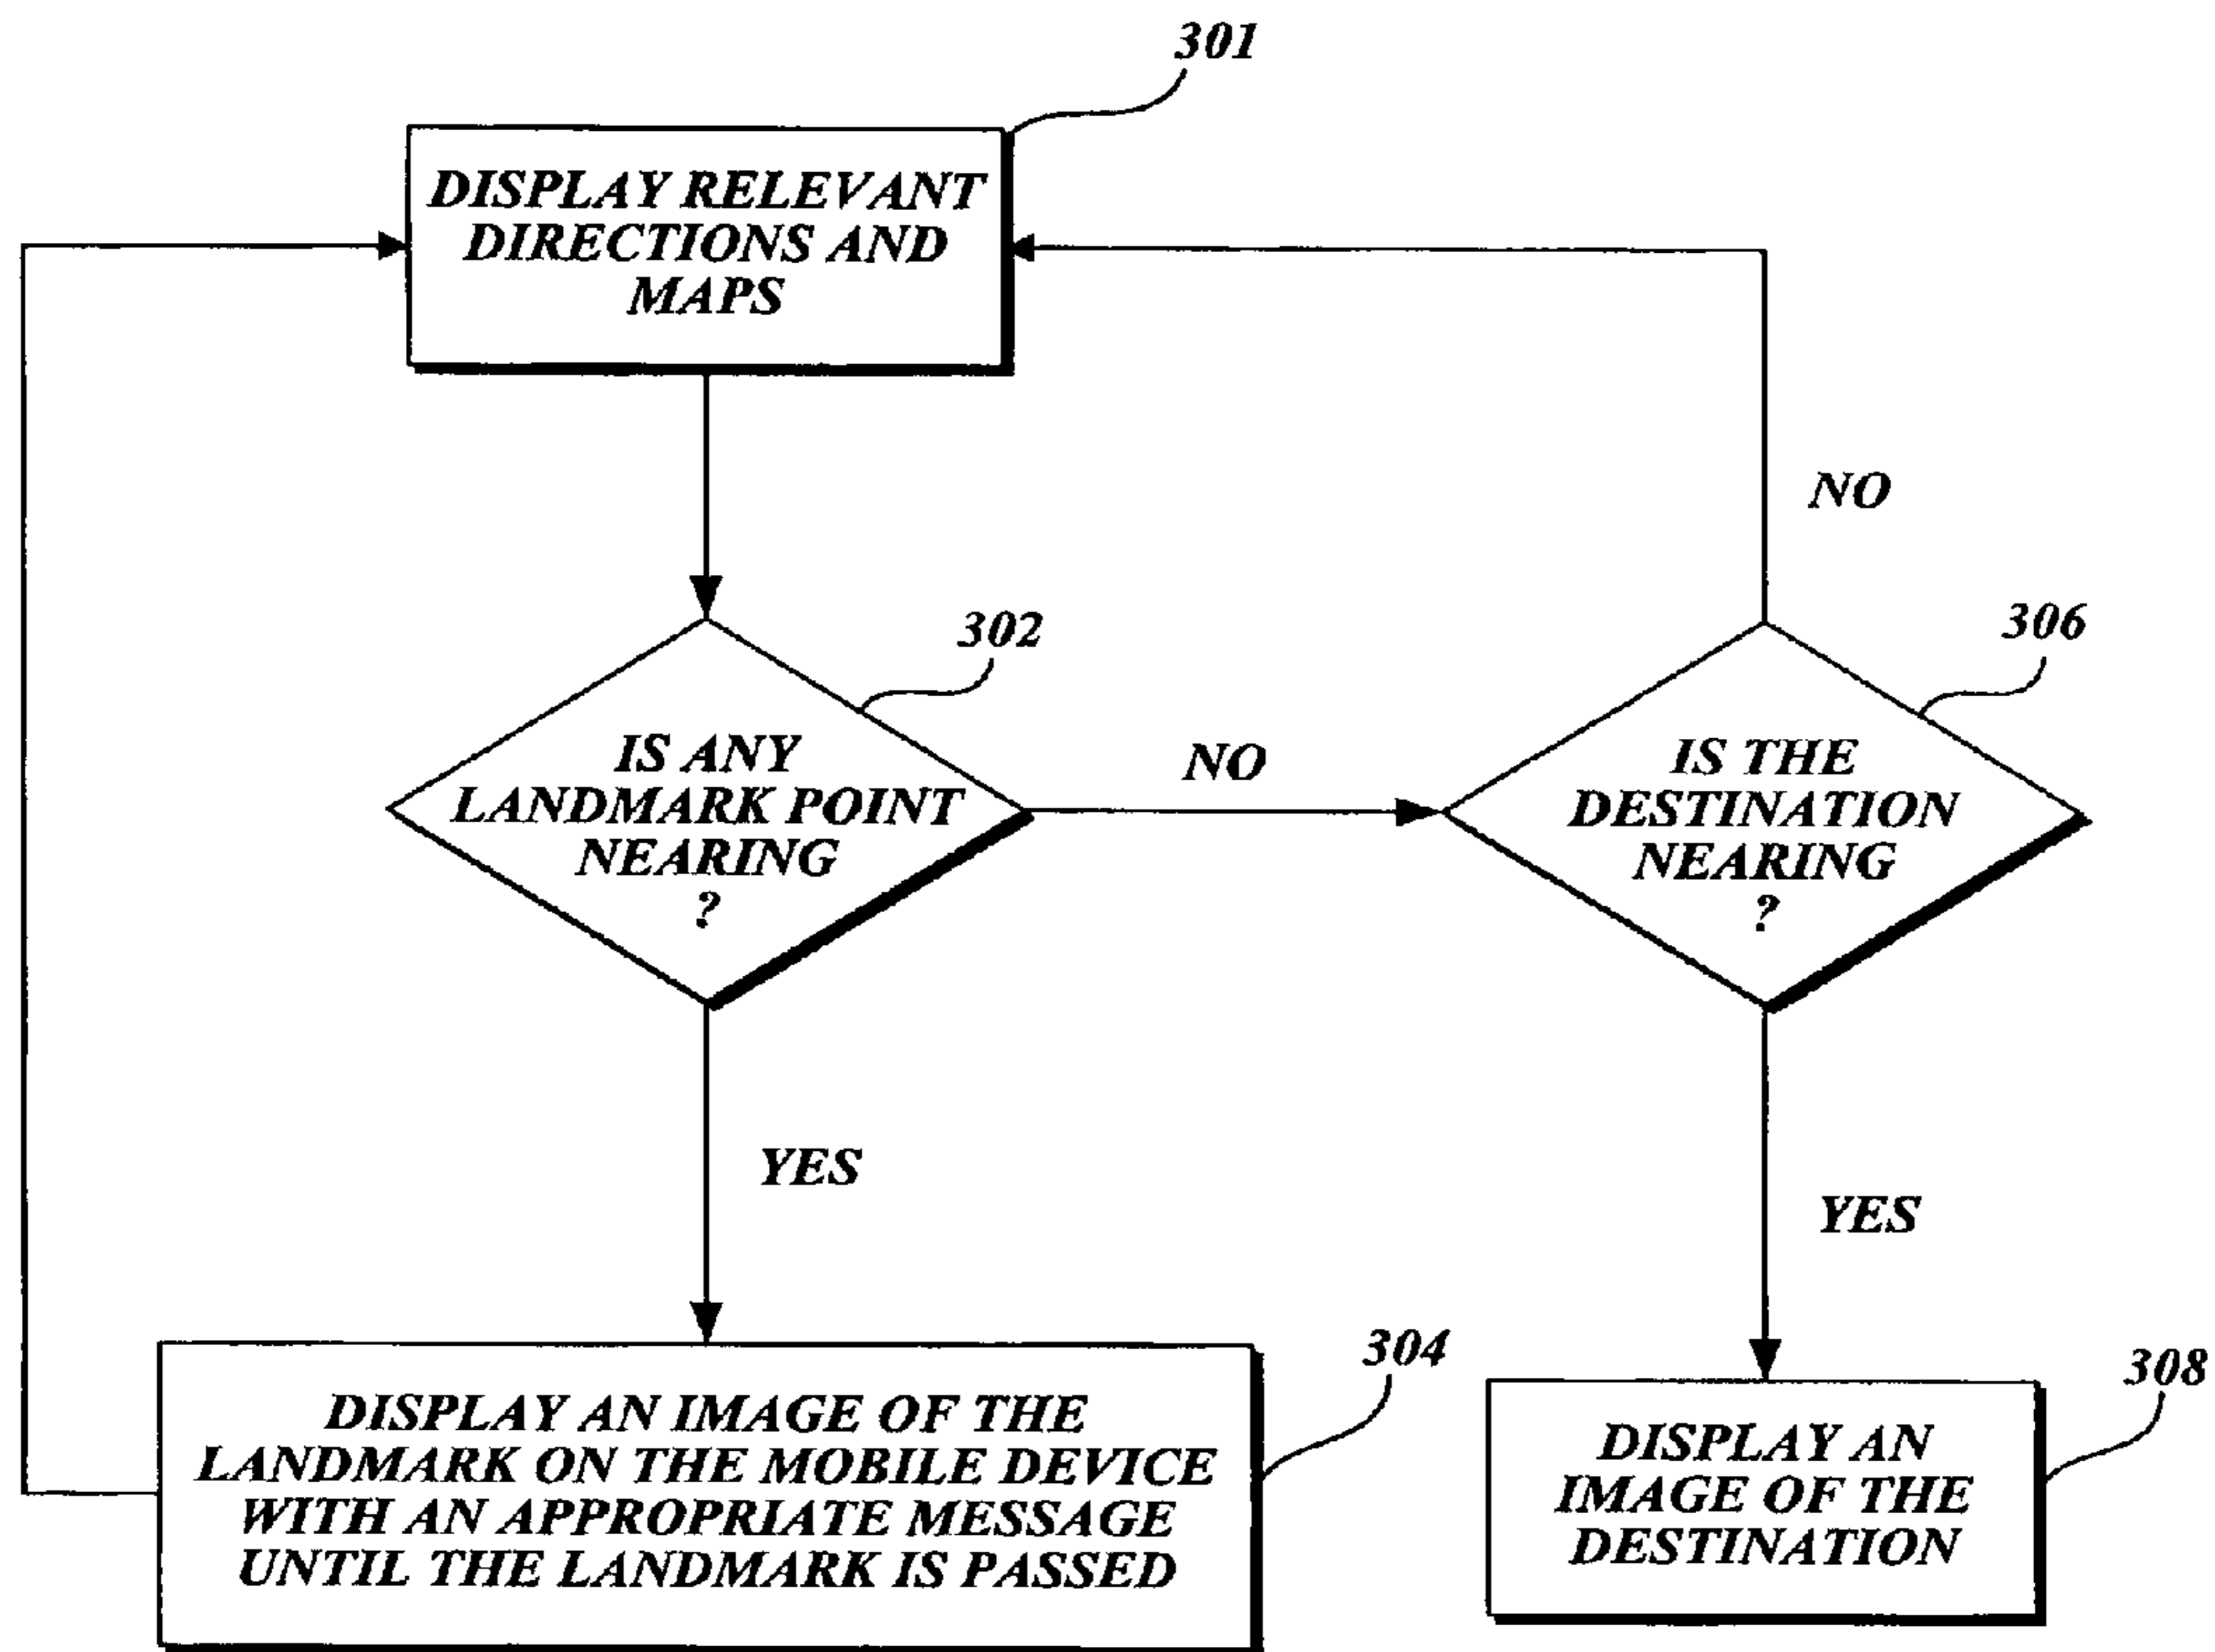 301
DISPLAY RELEVANT
DIRECTIONS AND
MAPS
302
IS ANY
LANDMARK POINT
NEARING
?
NO
306
IS THE
DESTINATION
NEARING
?
NO
YES
YES
304
DISPLAY AN IMAGE OF THE
LANDMARK ON THE MOBILE DEVICE
WITH AN APPROPRIATE MESSAGE
UNTIL THE LANDMARK IS PASSED
308
DISPLAY AN
IMAGE OF THE
DESTINATION